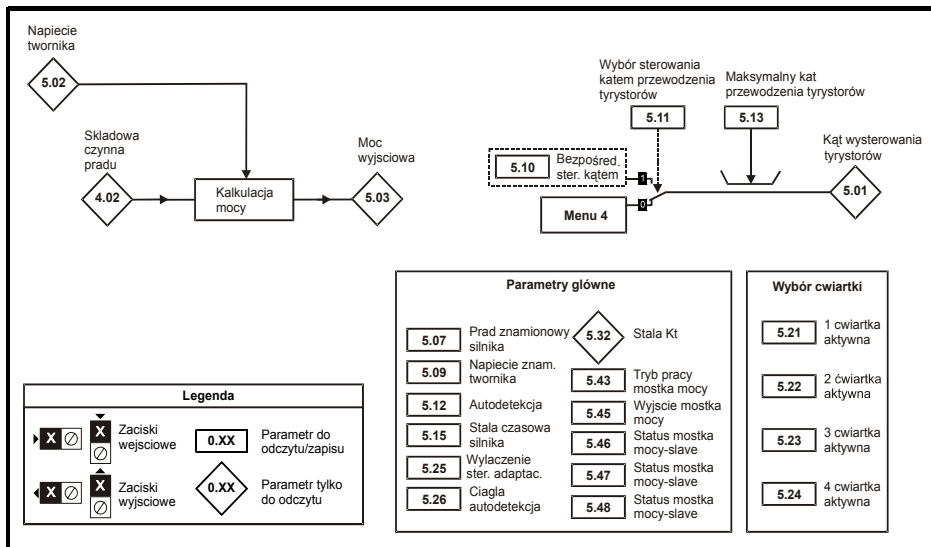 Napiecie
twornika
5.02
Skladowa
czynna
pradu
4.02
Kalkulacja
mocy
Moc
wyjsciowa
5.03
Wybór sterowania
katem przewodzenia
tyrystorów
5.11
Maksymalny kat
przewodzenia tyrystorów
5.13
5.10
Bezpośred.
ster. kątem
1
0
Menu 4
Kąt wysterowania
tyrystorów
5.01
Legenda
X
X
Zaciski
wejsciowe
0.XX
Parametr do
odczytu/zapisu
X
X
Zaciski
wyjsciowe
0.XX
Parametr tylko
do odczytu
Parametry glówne
5.07
Prad znamionowy
silnika
5.09
Napiecie znam.
twornika
5.12
Autodetekcja
5.15
Stala czasowa
silnika
5.25
Wylaczenie
ster. adaptac.
5.26
Ciagla
autodetekcja
5.32
Stala Kt
5.43
Tryb pracy
mostka mocy
5.45
Wyjscie mostka
mocy
5.46
Status mostka
mocy-slave
5.47
Status mostka
mocy-slave
5.48
Status mostka
mocy-slave
Wybór cwiartki
5.21
1 cwiartka
aktywna
5.22
2 ćwiartka
aktywna
5.23
3 cwiartka
aktywna
5.24
4 cwiartka
aktywna